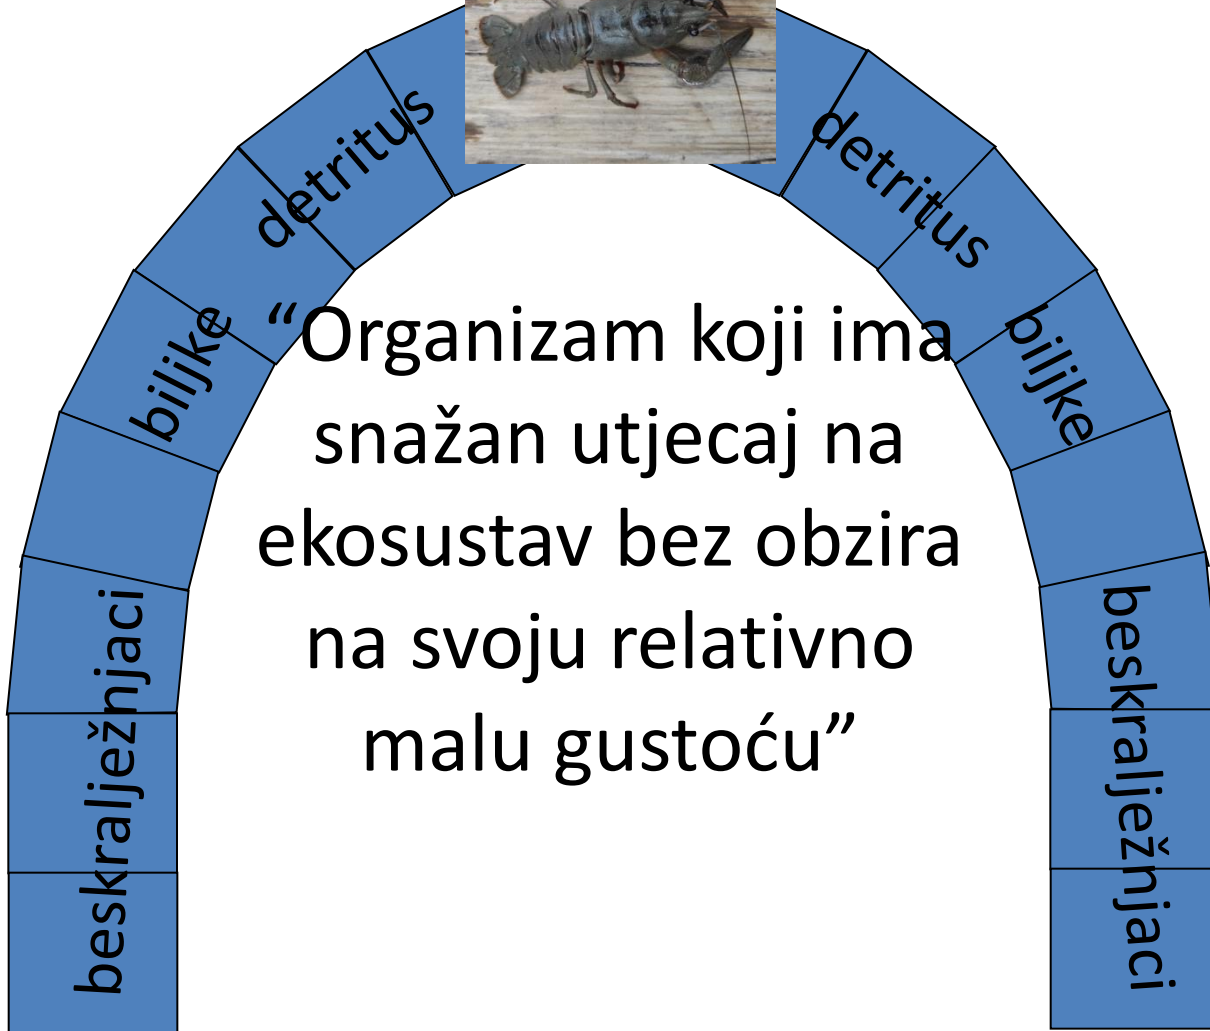 detritus
detritus
biljke
biljke
“Organizam koji ima
snažan utjecaj na
ekosustav bez obzira
na svoju relativno
malu gustoću”
beskralježnjaci
beskralježnjaci